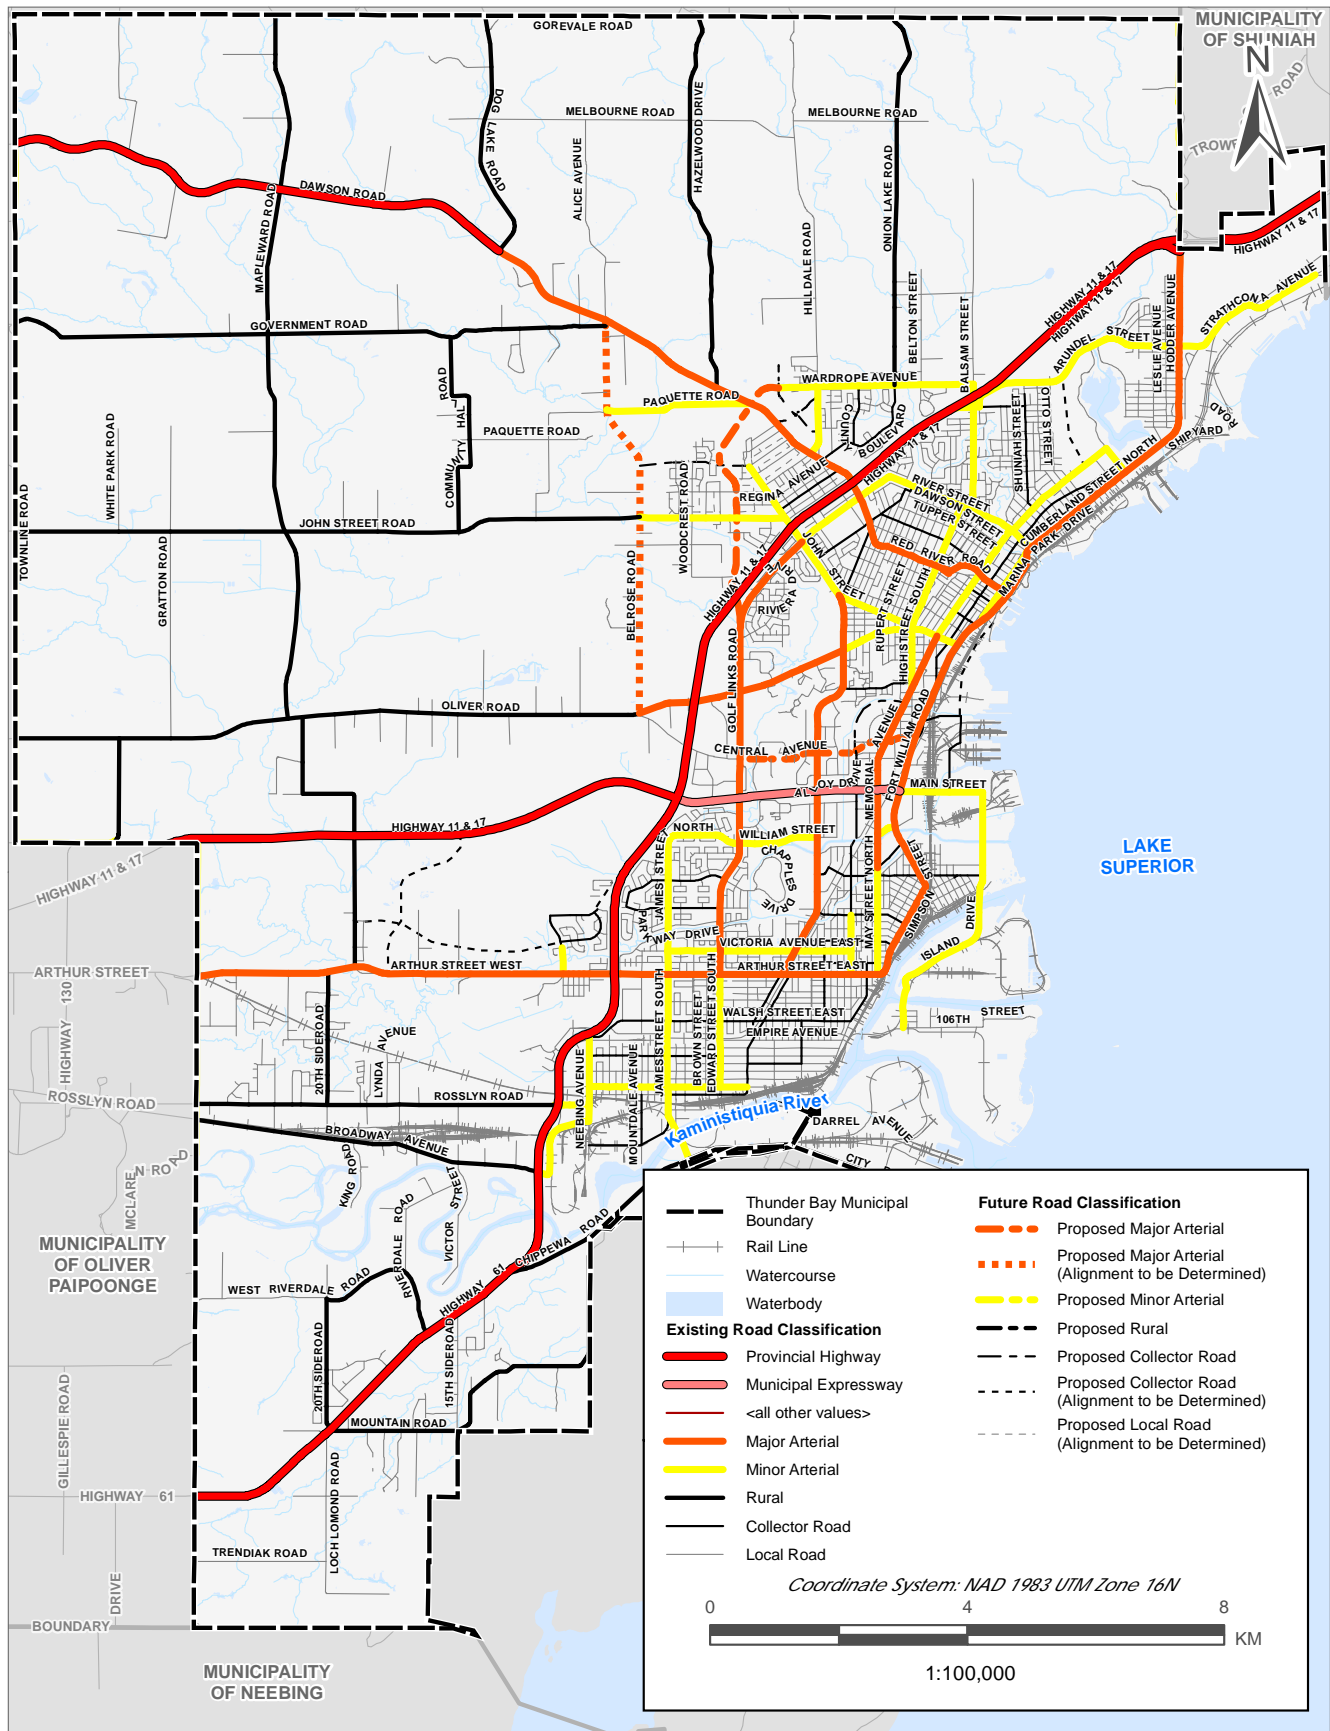 GOREVALE ROAD
MUNICIPALITY
OF SHUNIAH
N
ROAD
DOG LAKE ROAD
MELBOURNE ROAD
HAZELWOOD DRIVE
MELBOURNE ROAD
ALICE AVENUE
ONION LAKE ROAD
DAWSON ROAD
MAPLEWARD ROAD
HILLDALE ROAD
HIGHWAY 11 & 17
HIGHWAY 11 & 17
HIGHWAY 11 & 17
STRATHCONA AVENUE
GOVERNMENT ROAD
BELTON STREET
BALSAM STREET
ARUNDEL STREET
LESLIE AVENUE
HODDER AVENUE
WARDROPE AVENUE
PAQUETTE ROAD
PAQUETTE ROAD
COMMUNITY HALL ROAD
COUNTY BOULEVARD
HIGHWAY 11 & 17
SHUNIAH STREET
OTTO STREET
SHIPYARD ROAD
WHITE PARK ROAD
TOWNLINE ROAD
JOHN STREET ROAD
WOODCREST ROAD
REGINA AVENUE
RIVER STREET
DAWSON STREET
TUPPER STREET
CUMBERLAND STREET NORTH
MARINA PARK DRIVE
RED RIVER ROAD
GRATTON ROAD
BELROSE ROAD
HIGHWAY 11 & 17
RIVIERA DRIVE
JOHN STREET
RUPERT STREET
HIGH STREET SOUTH
GOLF LINKS ROAD
OLIVER ROAD
CENTRAL AVENUE
MEMORIAL AVENUE
FORT WILLIAM ROAD
ALLOY DRIVE
MAIN STREET
HIGHWAY 11 & 17
HIGHWAY 11 & 17
NORTH
JAMES STREET
WILLIAM STREET
CHAPPLES DRIVE
MAY STREET NORTH
SIMPSON STREET
ISLAND DRIVE
LAKE
SUPERIOR
PARKWAY DRIVE
VICTORIA AVENUE EAST
ARTHUR STREET
ARTHUR STREET WEST
ARTHUR STREET EAST
HIGHWAY 130
20TH SIDEROAD
LYNDA AVENUE
JAMES STREET SOUTH
BROWN STREET
EDWARD STREET SOUTH
WALSH STREET EAST
EMPIRE AVENUE
106TH STREET
NEEBING AVENUE
MOUNTDALE AVENUE
ROSSLYN ROAD
ROSSLYN ROAD
BROADWAY AVENUE
Kaministiquia River
DARREL AVENUE
CITY
KING ROAD
RIVERDALE ROAD
VICTOR STREET
CHIPPEWA ROAD
MUNICIPALITY
OF OLIVER
PAIPOONGE
WEST RIVERDALE ROAD
HIGHWAY 61
20TH SIDEROAD
15TH SIDEROAD
MOUNTAIN ROAD
GILLESPIE ROAD
HIGHWAY 61
LOCH LOMOND ROAD
TRENDIAK ROAD
BOUNDARY DRIVE
MUNICIPALITY
OF NEEBING
Thunder Bay Municipal
Boundary
Rail Line
Watercourse
Waterbody
Existing Road Classification
Provincial Highway
Municipal Expressway
<all other values>
Major Arterial
Minor Arterial
Rural
Collector Road
Local Road
Future Road Classification
Proposed Major Arterial
Proposed Major Arterial
(Alignment to be Determined)
Proposed Minor Arterial
Proposed Rural
Proposed Collector Road
Proposed Collector Road
(Alignment to be Determined)
Proposed Local Road
(Alignment to be Determined)
Coordinate System: NAD 1983 UTM Zone 16N
0 4 8
KM
1:100,000